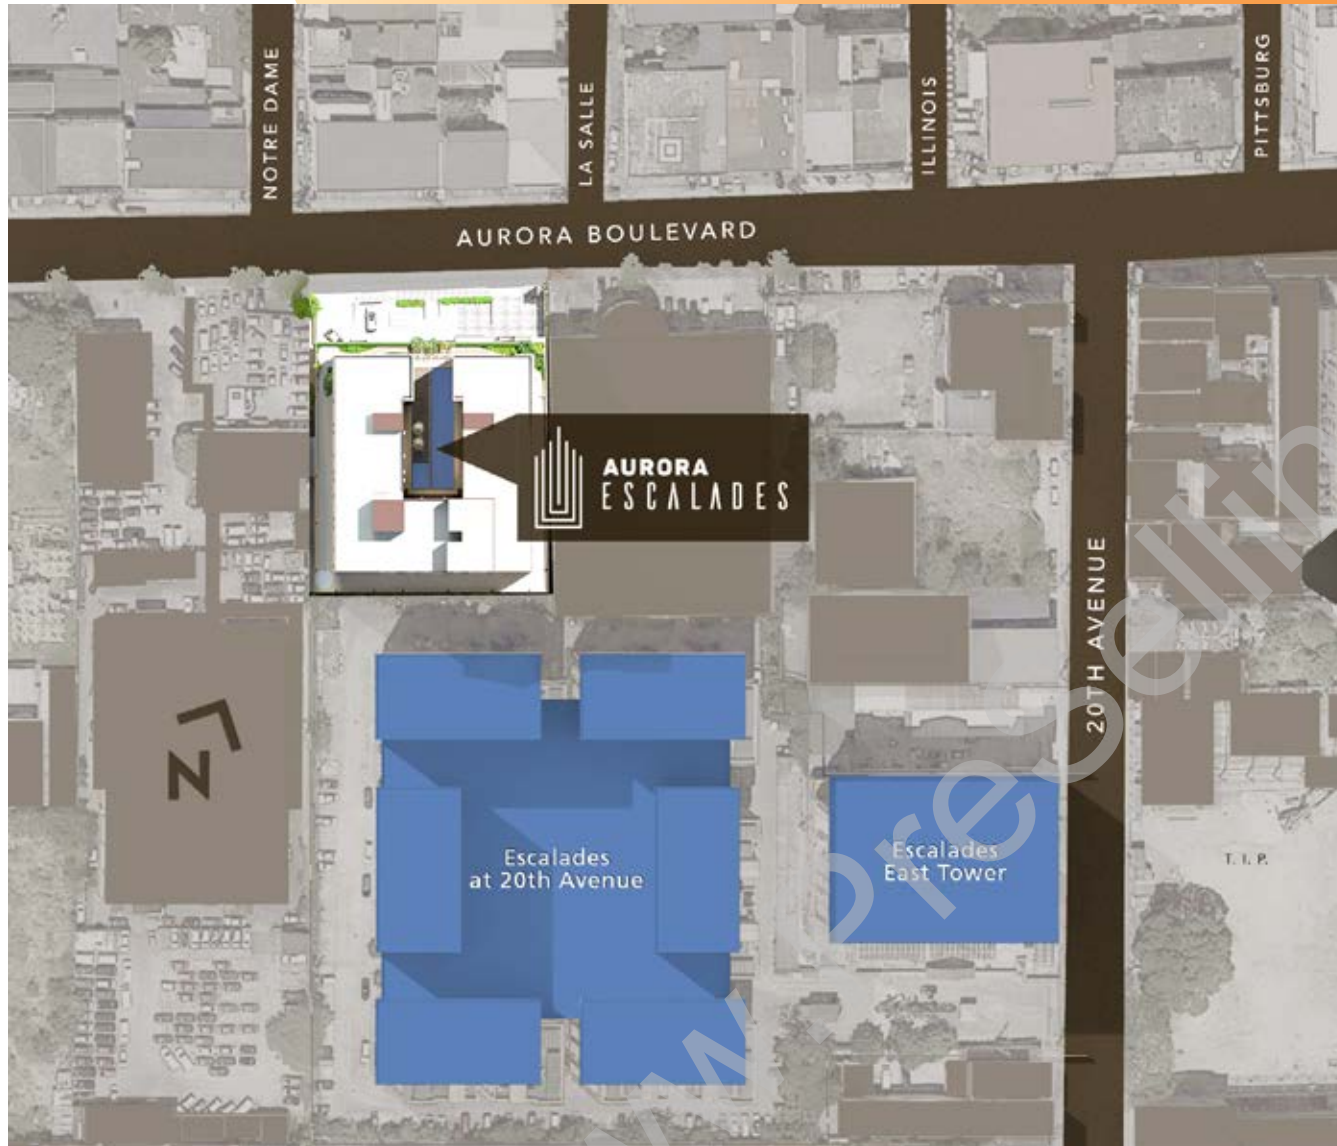 NOTRE DAME
LA SALLE
ILLINOIS
PITTSBURG
AURORA BOULEVARD
AURORA
ESCALADES
20TH AVENUE
N
Escalades
at 20th Avenue
Escalades
East Tower
T. I. P.
w.PreSellin